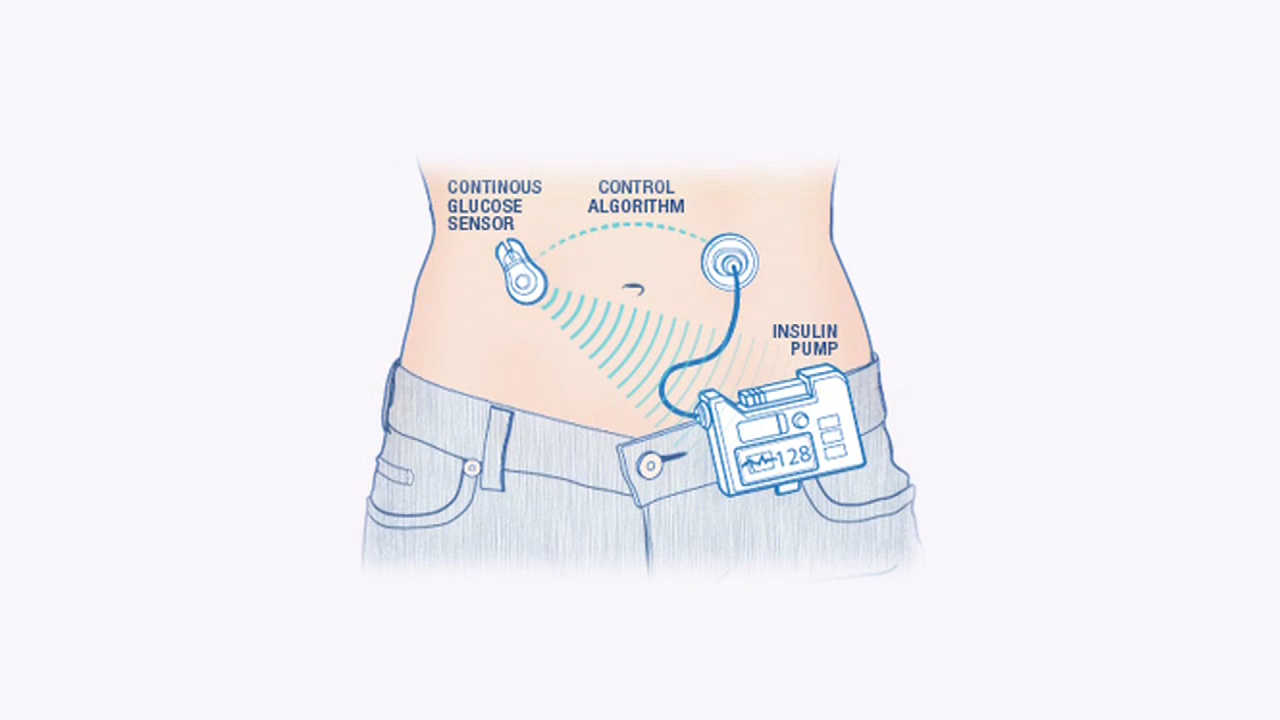 CONTINOUS
GLUCOSE
SENSOR
CONTROL
ALGORITHM
INSULIN
PUMP
128